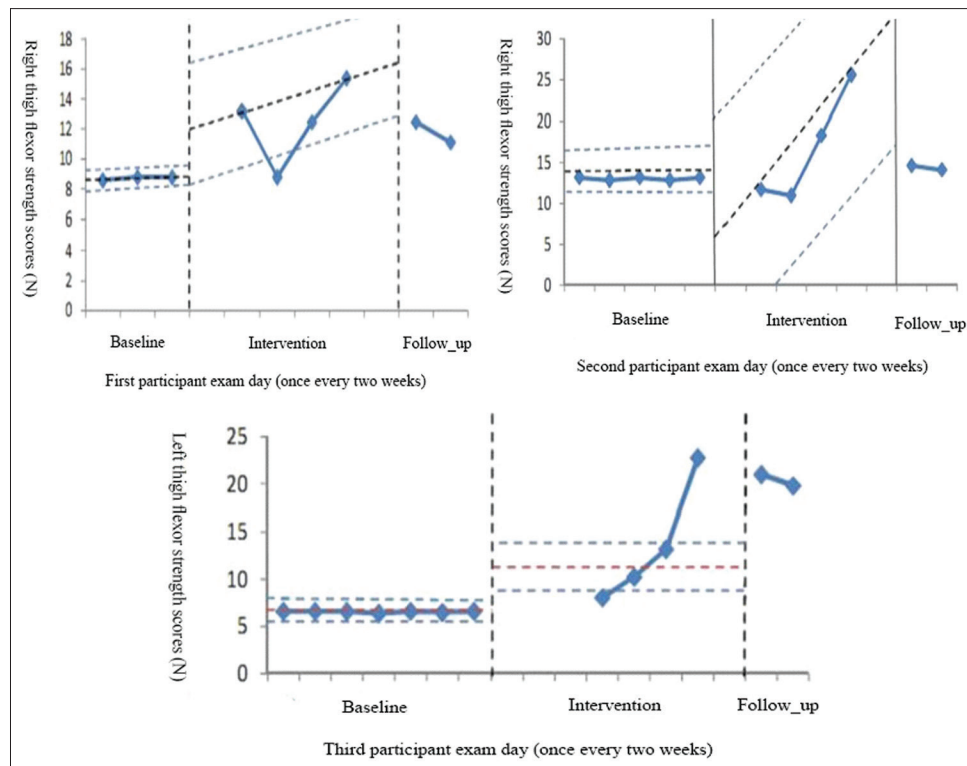 Right thigh flexor strength scores (N)
18
16
14
12
10
8
6
4
2
0
Baseline
Intervention
Follow_up
First participant exam day (once every two weeks)
Right thigh flexor strength scores (N)
30
25
20
15
10
5
0
Baseline
Intervention
Follow_up
Second participant exam day (once every two weeks)
Left thigh flexor strength scores (N)
25
20
15
10
5
0
Baseline
Intervention
Follow_up
Third participant exam day (once every two weeks)